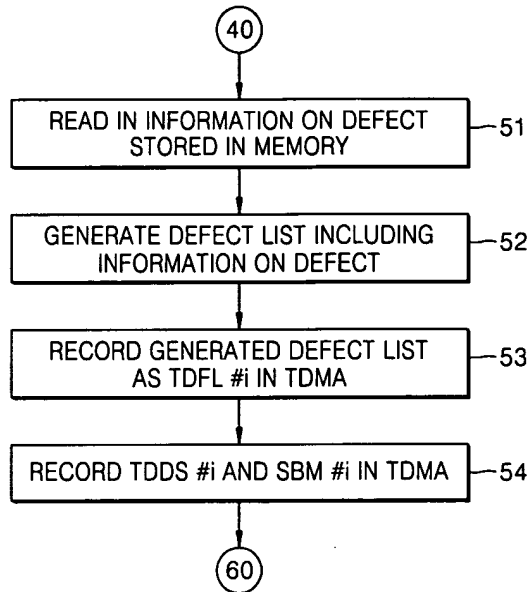 40
READ IN INFORMATION ON DEFECT
STORED IN MEMORY
51
GENERATE DEFECT LIST INCLUDING
INFORMATION ON DEFECT
52
RECORD GENERATED DEFECT LIST
AS TDFL #i IN TDMA
53
RECORD TDDS #i AND SBM #i IN TDMA
54
60